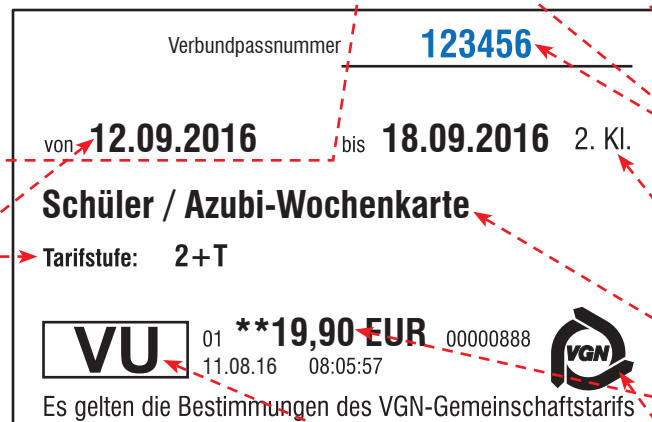 Verbundpassnummer 123456
von 12.09.2016 bis 18.09.2016 2. Kl.
Schüler / Azubi-Wochenkarte
Tarifstufe: 2+T
VU 01 **19,90 EUR 00000888 VGN
11.08.16 08:05:57
Es gelten die Bestimmungen des VGN-Gemeinschaftstarifs